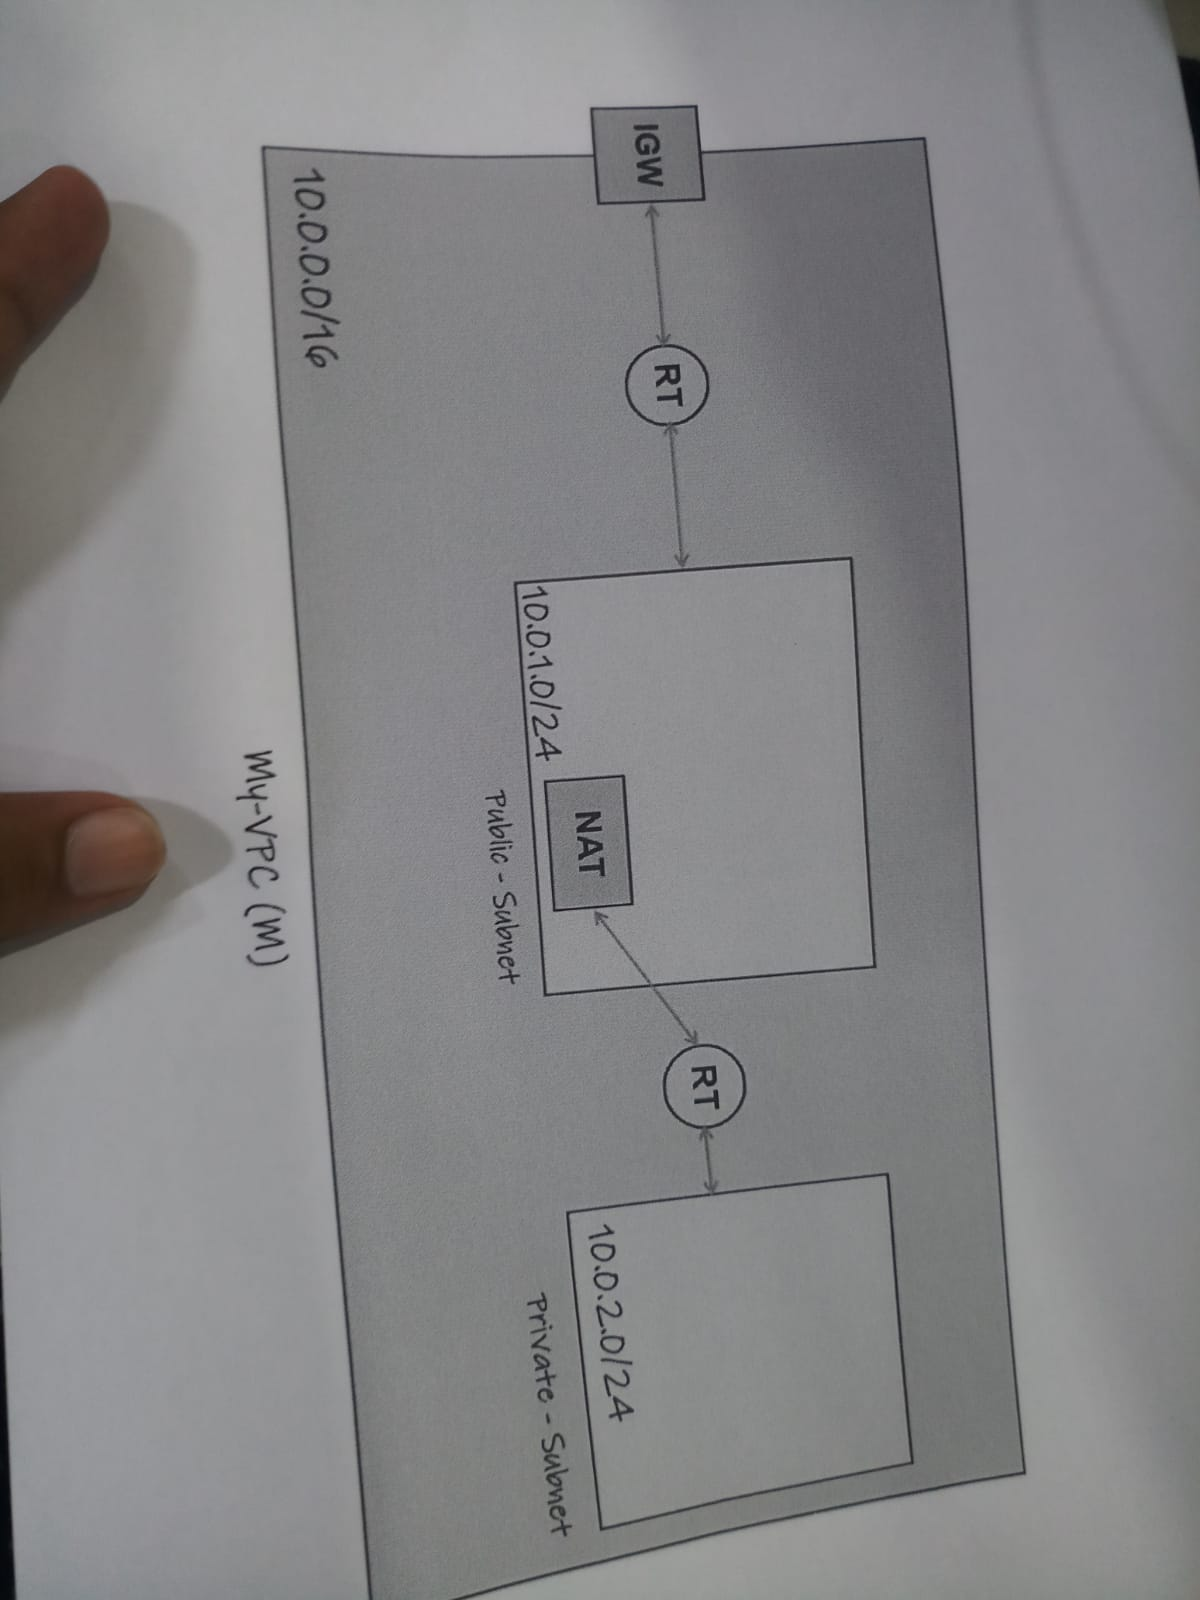 IGW
RT
10.0.1.0/24
NAT
Public - Subnet
RT
10.0.2.0/24
Private - Subnet
10.0.0.0/16
My-VPC (M)